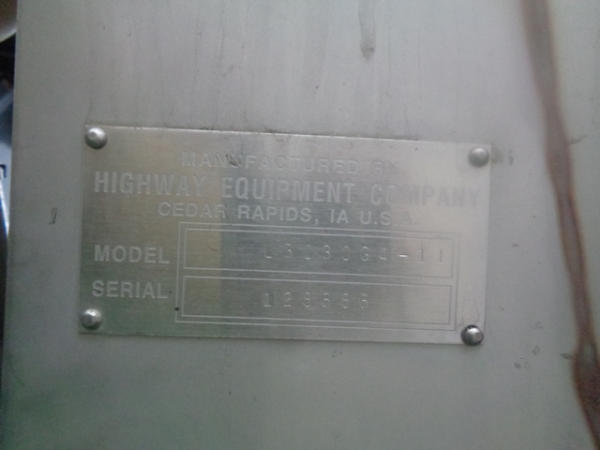 MANUFACTURED BY
HIGHWAY EQUIPMENT COMPANY
CEDAR RAPIDS, IA U.S.A.
MODEL
SERIAL